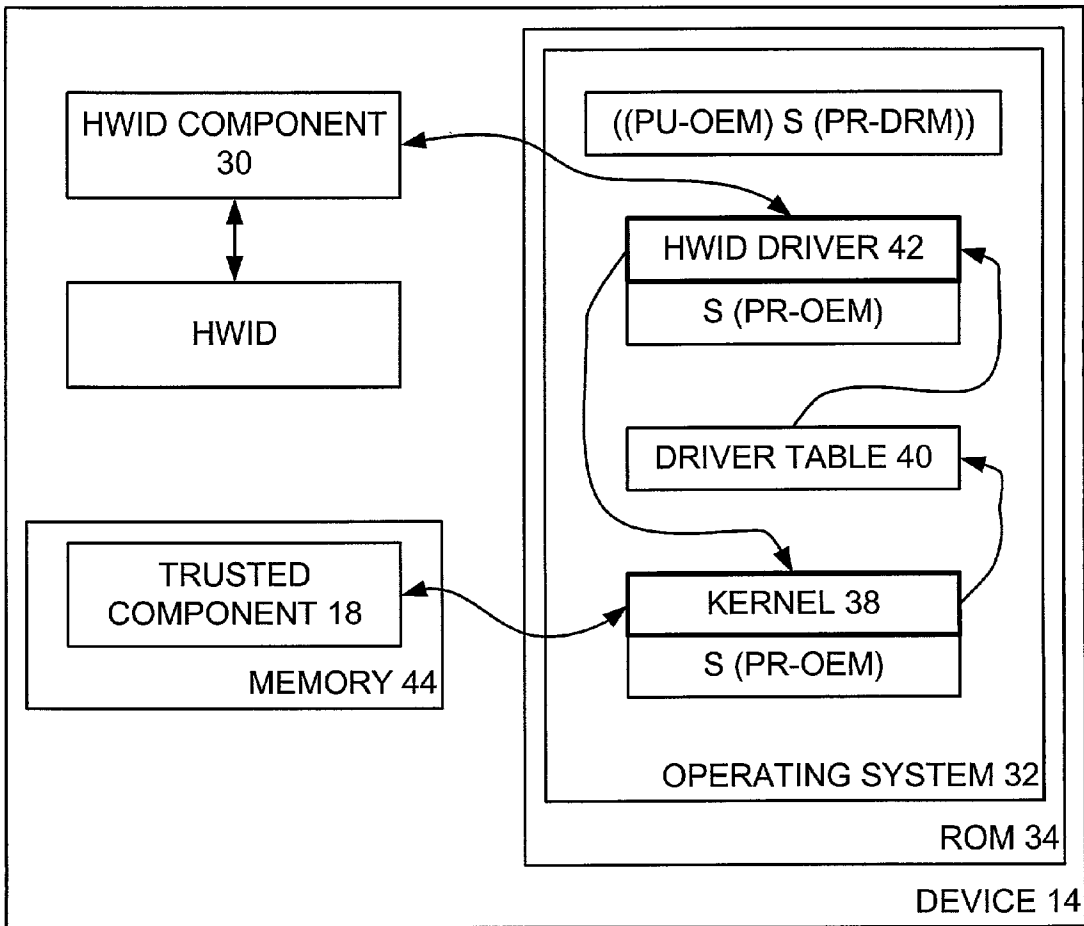 HWID COMPONENT
30
HWID
TRUSTED
COMPONENT 18
MEMORY 44
((PU-OEM) S (PR-DRM))
HWID DRIVER 42
S (PR-OEM)
DRIVER TABLE 40
KERNEL 38
S (PR-OEM)
OPERATING SYSTEM 32
ROM 34
DEVICE 14